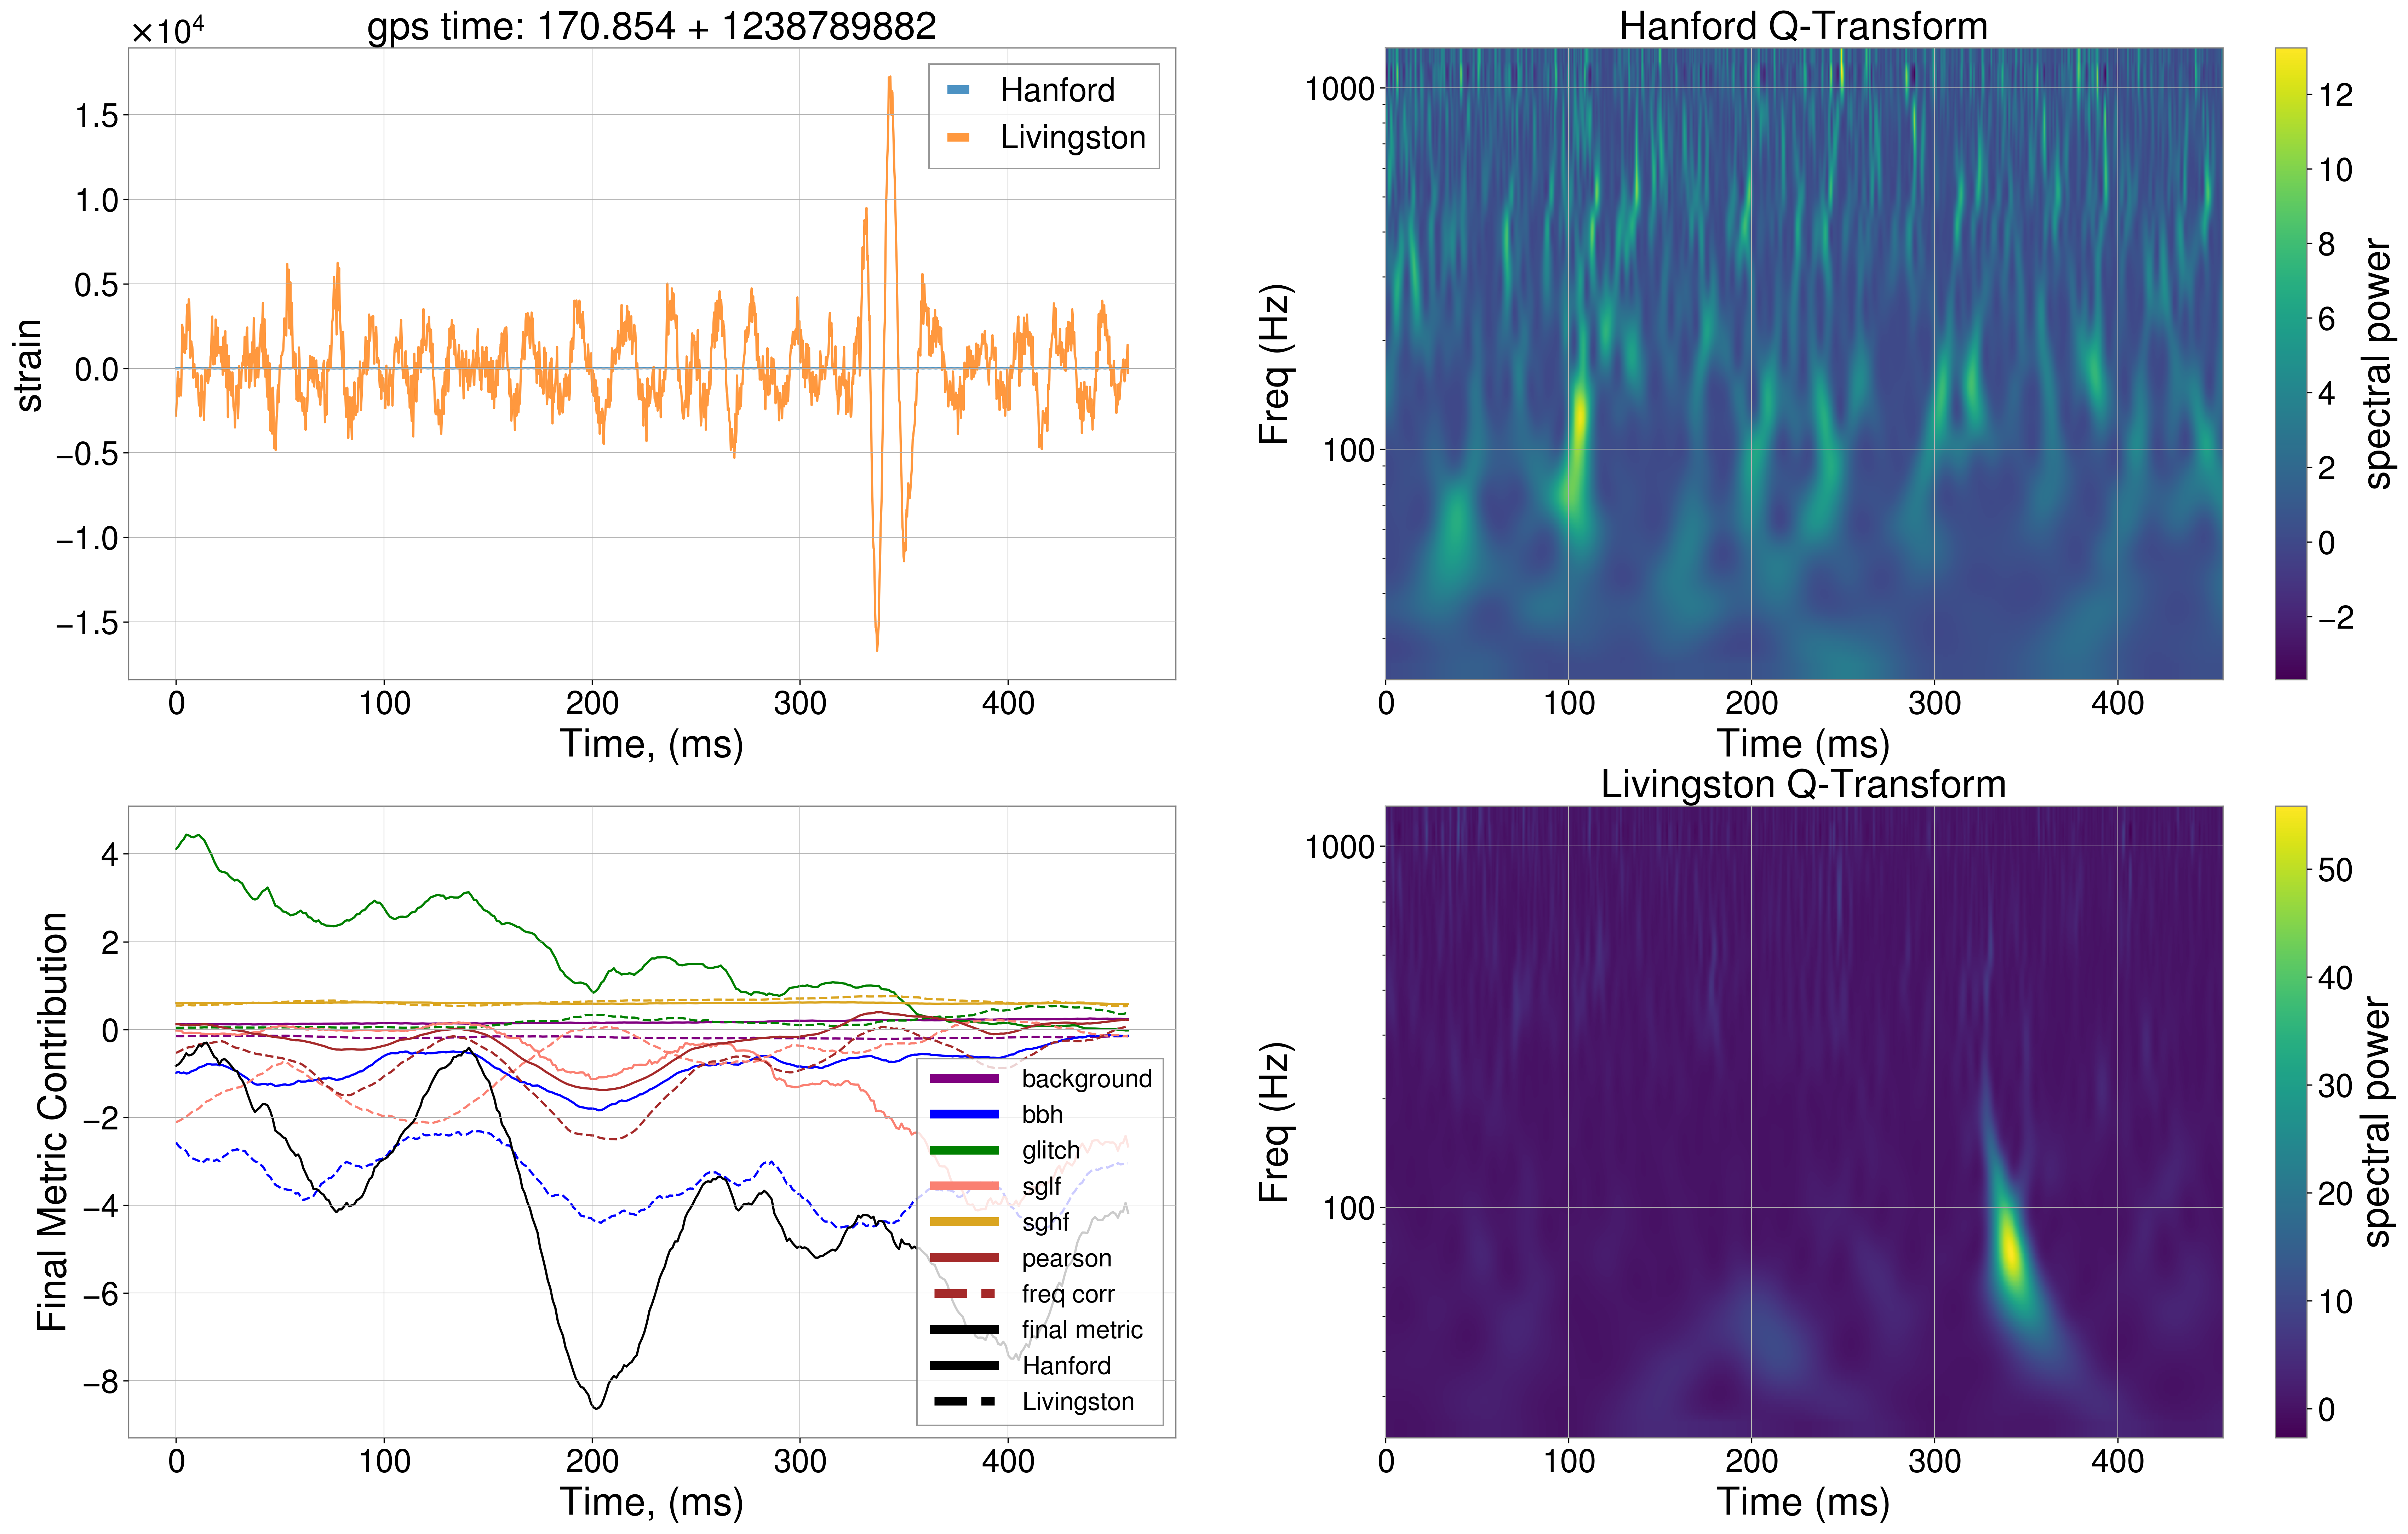 ×10⁴
gps time: 170.854 + 1238789882
strain
1.5
1.0
0.5
0.0
−0.5
−1.0
−1.5
Hanford
Livingston
0 100 200 300 400
Time, (ms)
Hanford Q-Transform
Freq (Hz)
1000
100
0 100 200 300 400
Time (ms)
12
10
8
6
4
2
0
−2
spectral power
Final Metric Contribution
4
2
0
−2
−4
−6
−8
background
bbh
glitch
sglf
sghf
pearson
freq corr
final metric
Hanford
Livingston
0 100 200 300 400
Time, (ms)
Livingston Q-Transform
Freq (Hz)
1000
100
0 100 200 300 400
Time (ms)
50
40
30
20
10
0
spectral power